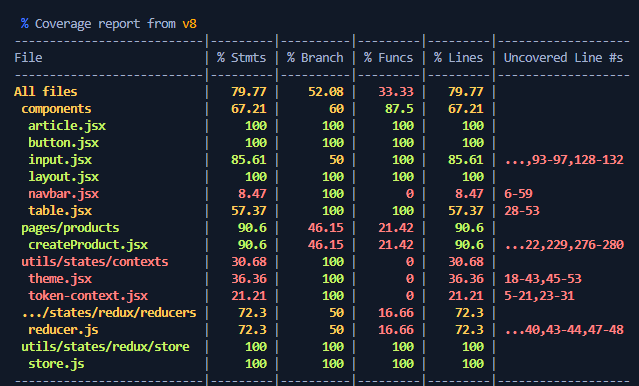 % Coverage report from v8
File | % Stmts | % Branch | % Funcs | % Lines | Uncovered Line #s
All files | 79.77 | 52.08 | 33.33 | 79.77 |
components | 67.21 | 60 | 87.5 | 67.21 |
article.jsx | 100 | 100 | 100 | 100 |
button.jsx | 100 | 100 | 100 | 100 |
input.jsx | 85.61 | 50 | 100 | 85.61 | ...,93-97,128-132
layout.jsx | 100 | 100 | 100 | 100 |
navbar.jsx | 8.47 | 100 | 0 | 8.47 | 6-59
table.jsx | 57.37 | 100 | 100 | 57.37 | 28-53
pages/products | 90.6 | 46.15 | 21.42 | 90.6 |
createProduct.jsx | 90.6 | 46.15 | 21.42 | 90.6 | ...22,229,276-280
utils/states/contexts | 30.68 | 100 | 0 | 30.68 |
theme.jsx | 36.36 | 100 | 0 | 36.36 | 18-43,45-53
token-context.jsx | 21.21 | 100 | 0 | 21.21 | 5-21,23-31
.../states/redux/reducers | 72.3 | 50 | 16.66 | 72.3 |
reducer.js | 72.3 | 50 | 16.66 | 72.3 | ...40,43-44,47-48
utils/states/redux/store | 100 | 100 | 100 | 100 |
store.js | 100 | 100 | 100 | 100 |